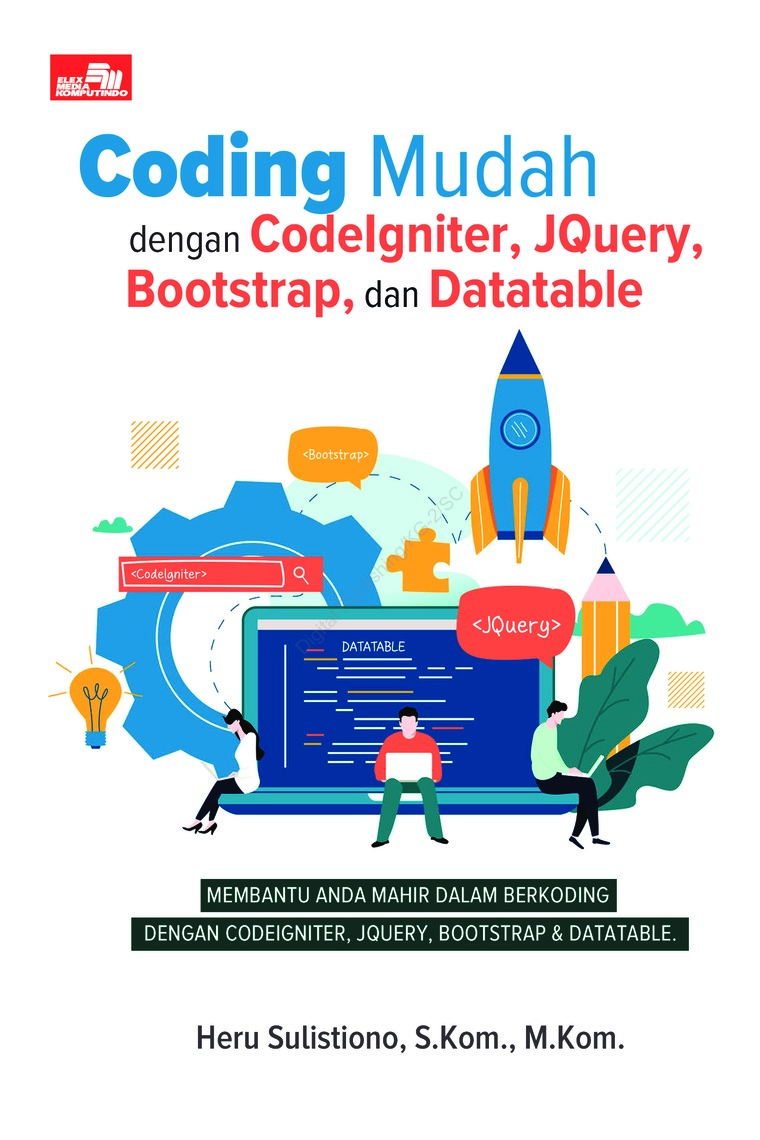 ELEX
MEDIA
KOMPUTINDO
Coding Mudah
dengan CodeIgniter, JQuery,
Bootstrap, dan Datatable
<Bootstrap>
<CodeIgniter>
<JQuery>
DATATABLE
MEMBANTU ANDA MAHIR DALAM BERKODING
DENGAN CODEIGNITER, JQUERY, BOOTSTRAP & DATATABLE.
Heru Sulistiono, S.Kom., M.Kom.